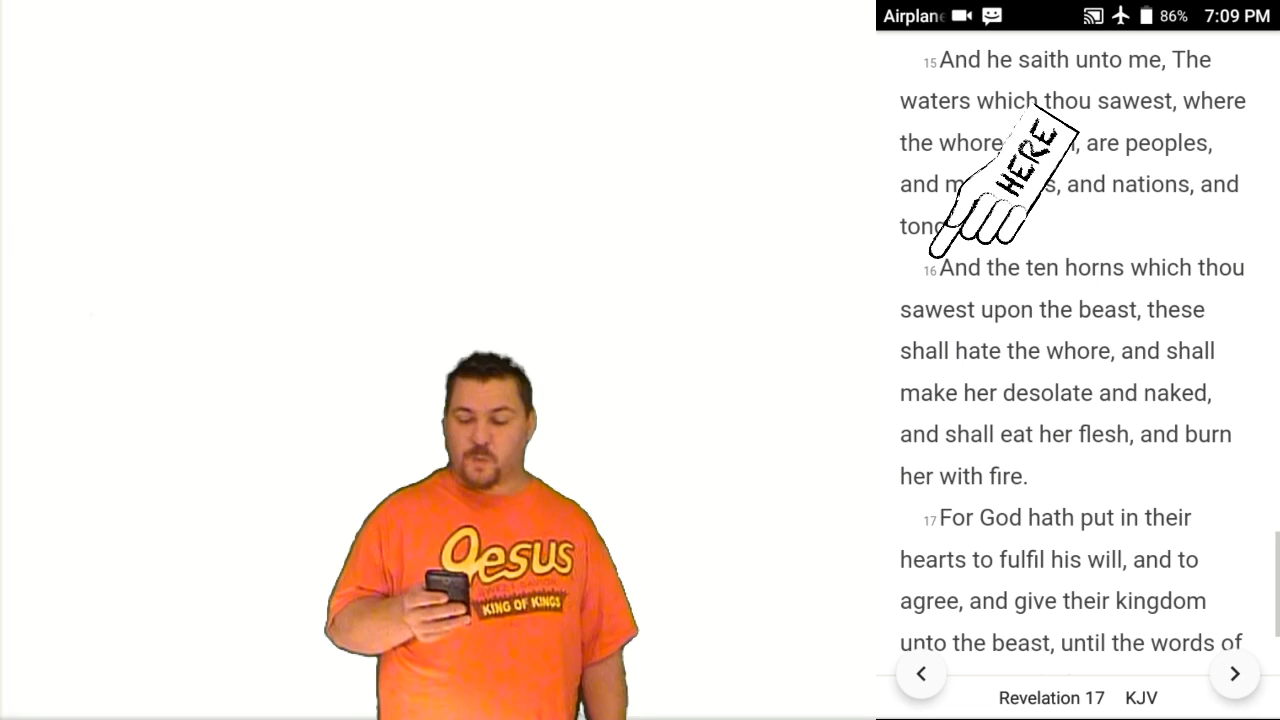 Airplane
86%
7:09 PM
15 And he saith unto me, The
waters which thou sawest, where
the whore are peoples,
and nations, and
HERE
16 And the ten horns which thou
sawest upon the beast, these
shall hate the whore, and shall
make her desolate and naked,
and shall eat her flesh, and burn
her with fire.
17 For God hath put in their
hearts to fulfil his will, and to
agree, and give their kingdom
unto the beast, until the words of
Revelation 17 KJV
Jesus
KING OF KINGS